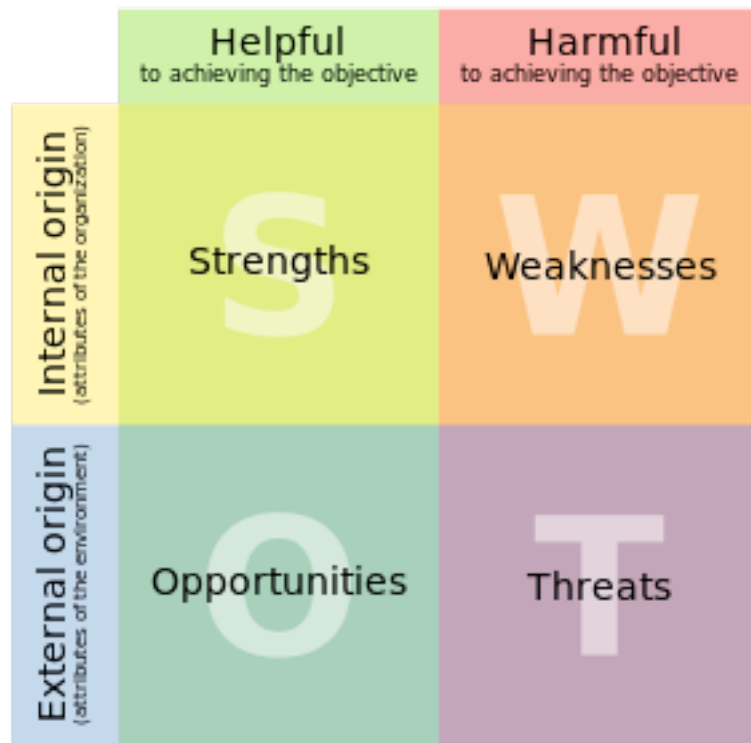 Helpful
to achieving the objective
Harmful
to achieving the objective
Internal origin
(attributes of the organization)
S
Strengths
W
Weaknesses
External origin
(attributes of the environment)
O
Opportunities
T
Threats